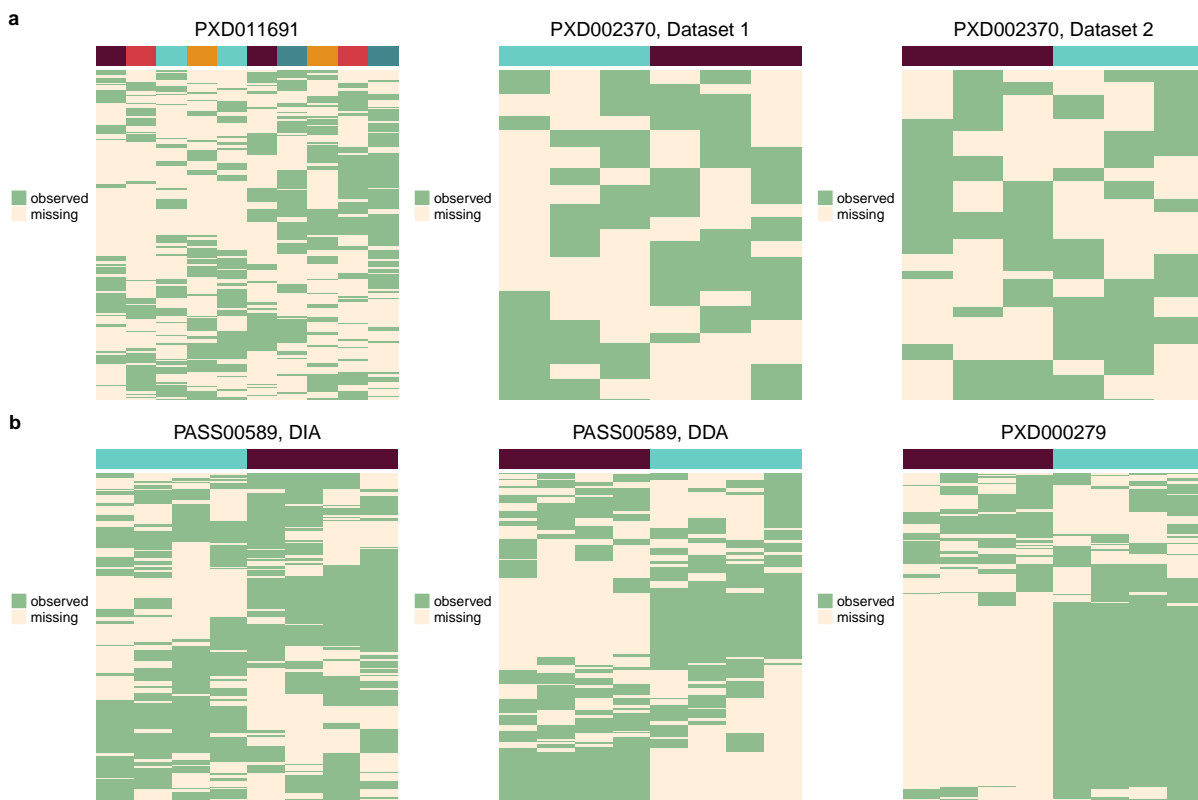 a
PXD011691
PXD002370, Dataset 1
PXD002370, Dataset 2
observed
missing
observed
missing
observed
missing
b
PASS00589, DIA
PASS00589, DDA
PXD000279
observed
missing
observed
missing
observed
missing